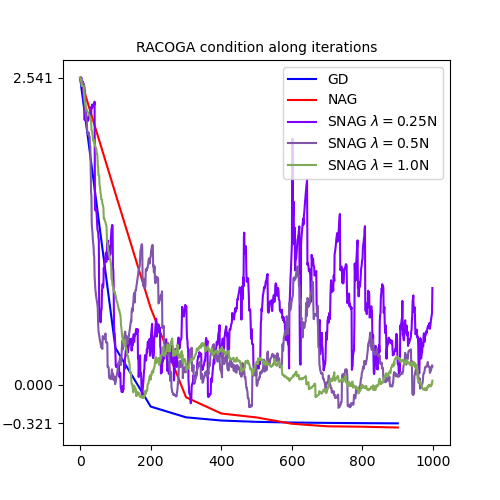 RACOGA condition along iterations
2.541
0.000
−0.321
GD
NAG
SNAG λ = 0.25N
SNAG λ = 0.5N
SNAG λ = 1.0N
0 200 400 600 800 1000